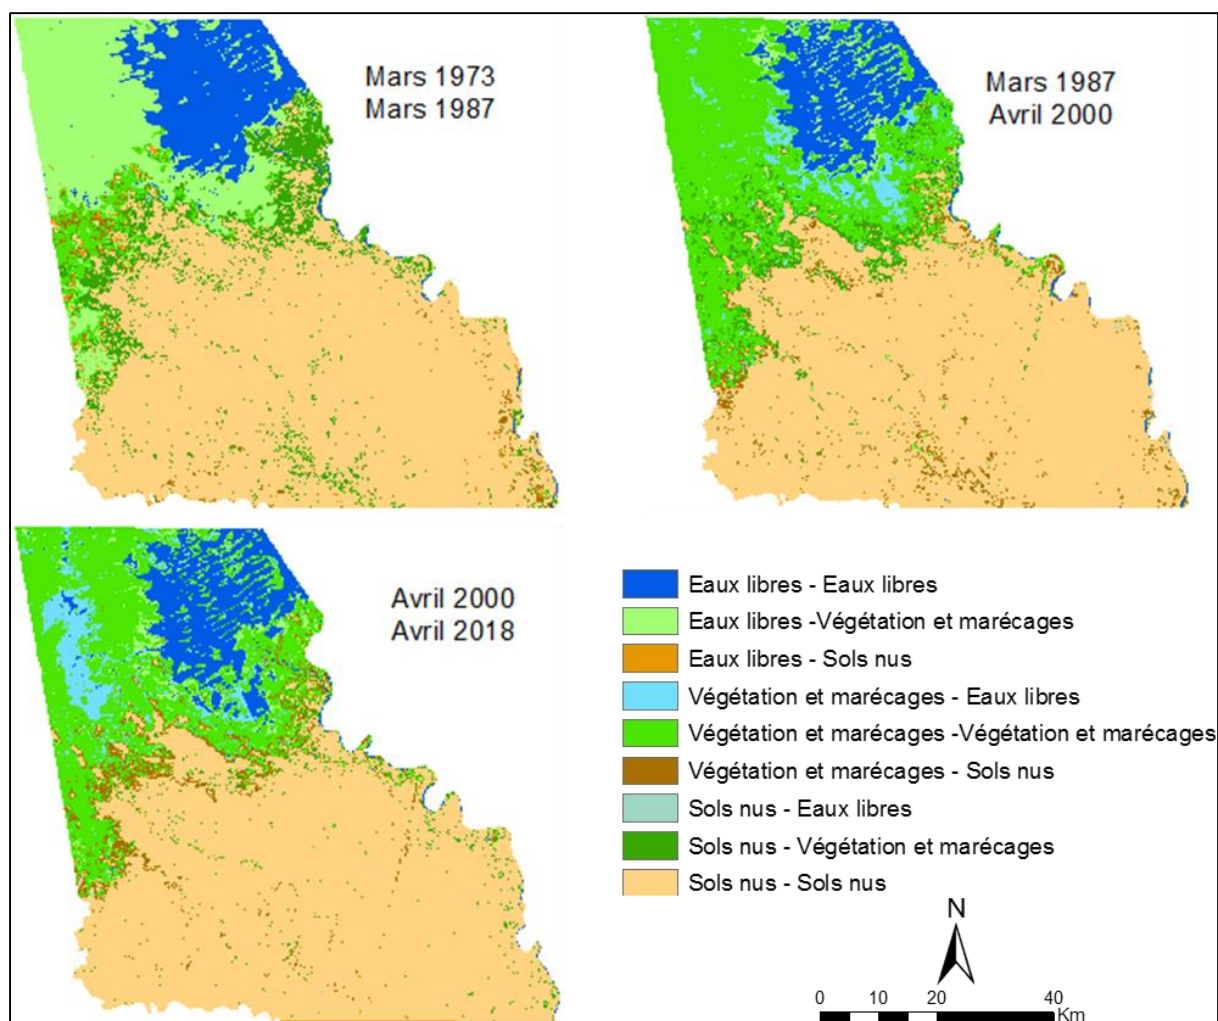 Mars 1973
Mars 1987
Mars 1987
Avril 2000
Avril 2000
Avril 2018
Eaux libres - Eaux libres
Eaux libres -Végétation et marécages
Eaux libres - Sols nus
Végétation et marécages - Eaux libres
Végétation et marécages -Végétation et marécages
Végétation et marécages - Sols nus
Sols nus - Eaux libres
Sols nus - Végétation et marécages
Sols nus - Sols nus
N
0 10 20 40
Km